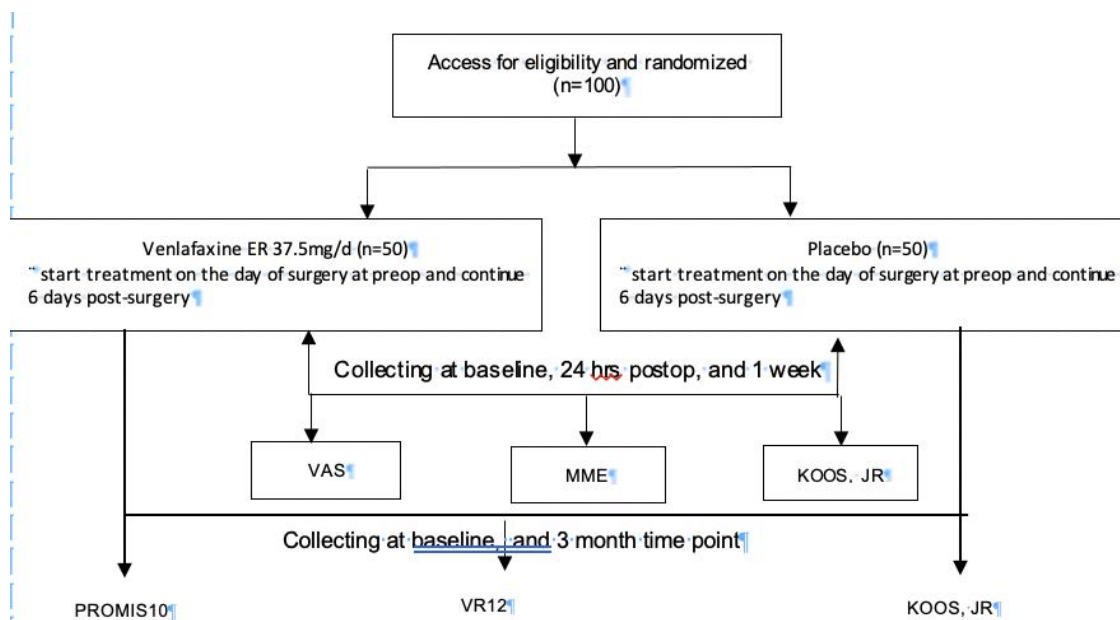 Access for eligibility and randomized
(n=100)¶
Venlafaxine ER 37.5mg/d (n=50)¶
start treatment on the day of surgery at preop and continue
6 days post-surgery¶
Placebo (n=50)¶
start treatment on the day of surgery at preop and continue
6 days post-surgery¶
Collecting at baseline, 24 hrs postop, and 1 week¶
VAS¶
MME¶
KOOS, JR¶
Collecting at baseline, and 3 month time point¶
PROMIS10¶
VR12¶
KOOS, JR¶